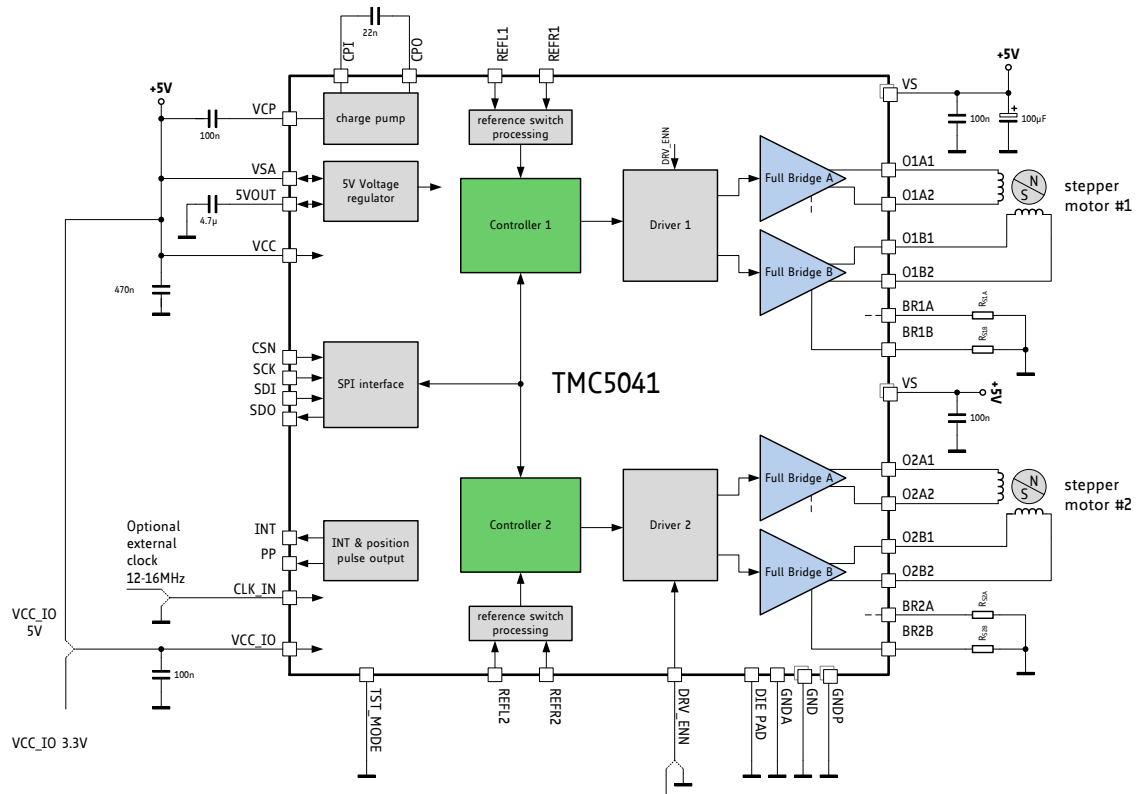 22n
CPI
CPO
REFL1
REFR1
+5V
VCP
100n
charge pump
reference switch
processing
VS
+5V
100n
+
100µF
VSA
5VOUT
4.7µ
5V Voltage
regulator
DRV_ENN
Controller 1
Driver 1
Full Bridge A
Full Bridge B
O1A1
O1A2
O1B1
O1B2
N
S
stepper
motor #1
VCC
470n
BR1A
BR1B
RS1A
RS1B
CSN
SCK
SDI
SDO
SPI interface
TMC5041
VS
+5V
100n
Controller 2
Driver 2
Full Bridge A
Full Bridge B
O2A1
O2A2
O2B1
O2B2
N
S
stepper
motor #2
Optional
external
clock
12-16MHz
INT
PP
INT & position
pulse output
CLK_IN
reference switch
processing
BR2A
BR2B
RS2A
RS2B
VCC_IO
5V
VCC_IO
100n
VCC_IO 3.3V
TST_MODE
REFL2
REFR2
DRV_ENN
DIE PAD
GNDA
GND
GNDP